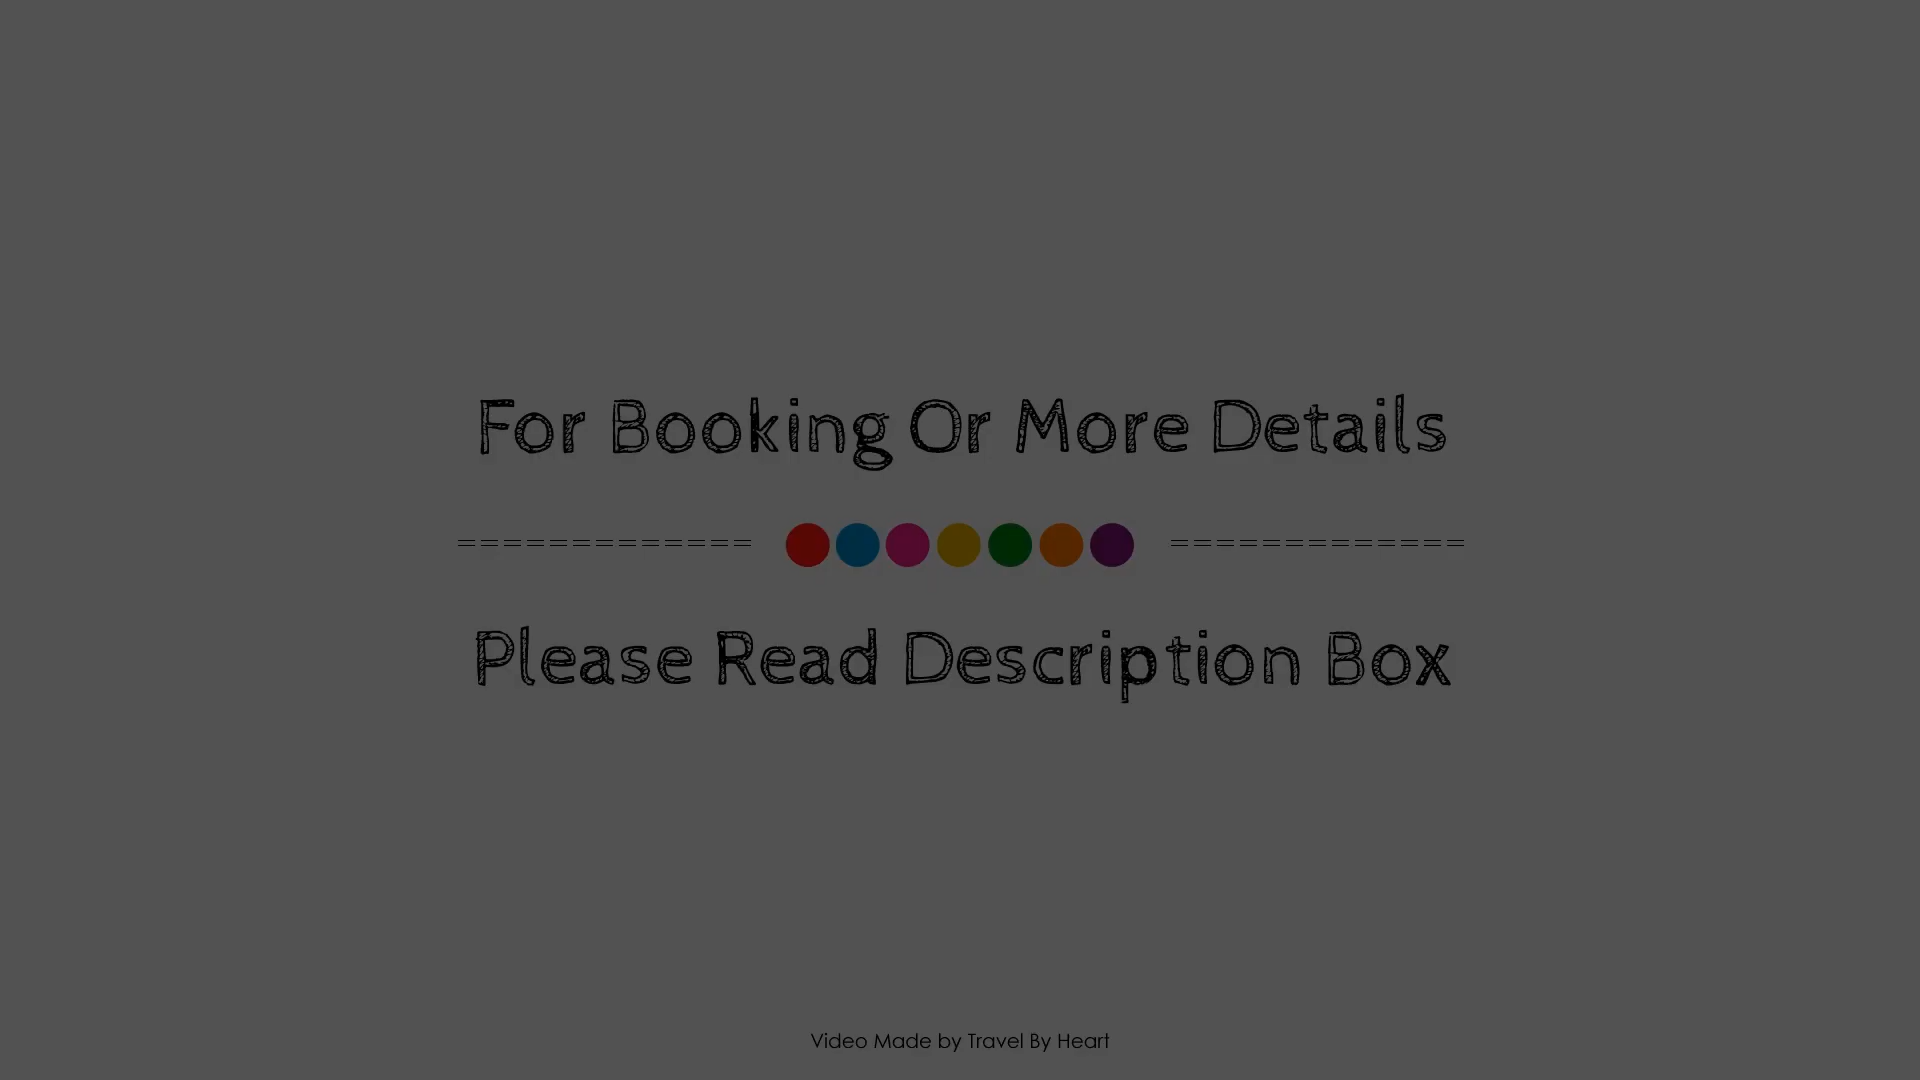 For Booking Or More Details
============= =============
Please Read Description Box
Video Made by Travel By Heart